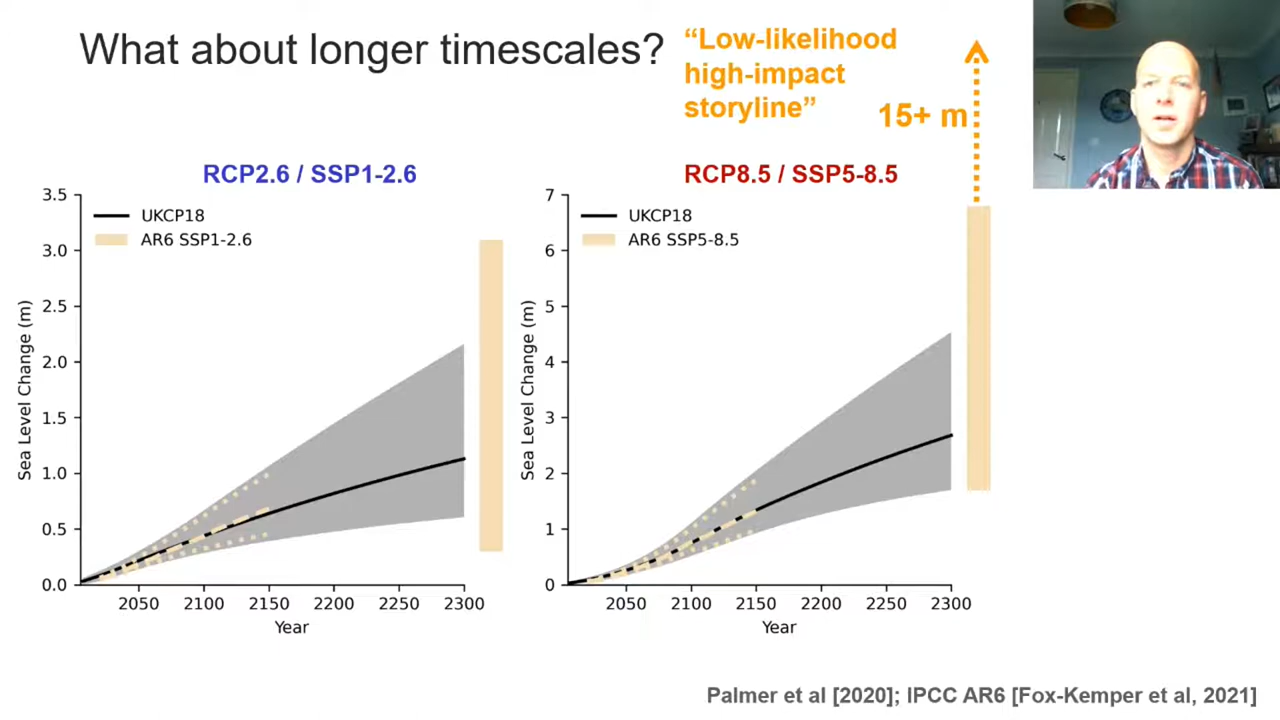 What about longer timescales?
“Low-likelihood
high-impact
storyline”
15+ m
RCP2.6 / SSP1-2.6
3.5
3.0
2.5
2.0
1.5
1.0
0.5
0.0
Sea Level Change (m)
UKCP18
AR6 SSP1-2.6
2050 2100 2150 2200 2250 2300
Year
RCP8.5 / SSP5-8.5
7
6
5
4
3
2
1
0
Sea Level Change (m)
UKCP18
AR6 SSP5-8.5
2050 2100 2150 2200 2250 2300
Year
Palmer et al [2020]; IPCC AR6 [Fox-Kemper et al, 2021]